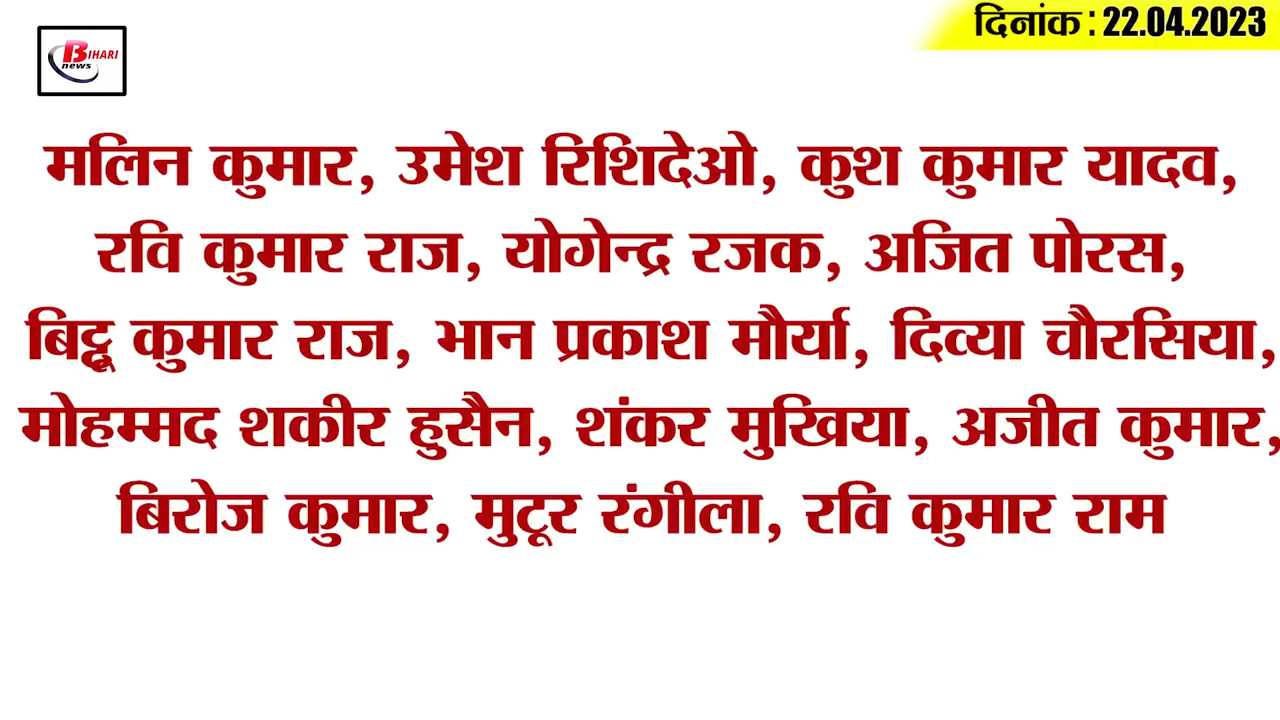 BIHARI
news
दिनांक : 22.04.2023
मलिन कुमार, उमेश रिशिदेओ, कुश कुमार यादव,
रवि कुमार राज, योगेन्द्र रजक, अजित पोरस,
बिट्टू कुमार राज, भान प्रकाश मौर्या, दिव्या चौरसिया,
मोहम्मद शकीर हुसैन, शंकर मुखिया, अजीत कुमार,
बिरोज कुमार, मुटूर रंगीला, रवि कुमार राम